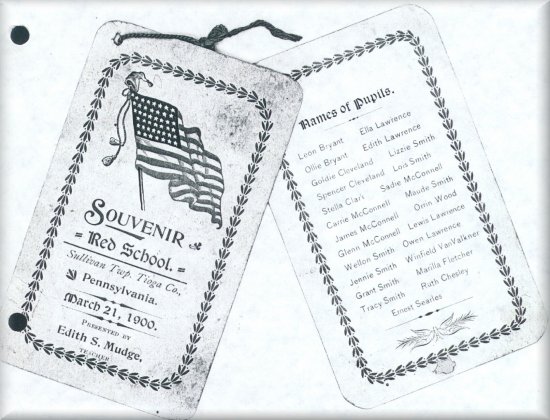 SOUVENIR
Red School.
Sullivan Twp. Tioga Co.,
Pennsylvania.
March 21, 1900.
PRESENTED BY
Edith S. Mudge,
TEACHER
Names of Pupils.
Leon Bryant Ella Lawrence
Ollie Bryant Edith Lawrence
Goldie Cleveland Lizzie Smith
Spencer Cleveland Lois Smith
Stella Clark Sadie McConnell
Carrie McConnell Maude Smith
James McConnell Orrin Wood
Glenn McConnell Lewis Lawrence
Wellon Smith Owen Lawrence
Jennie Smith Winfield VanValkner
Grant Smith Marilla Fletcher
Tracy Smith Ruth Chesley
Ernest Searles